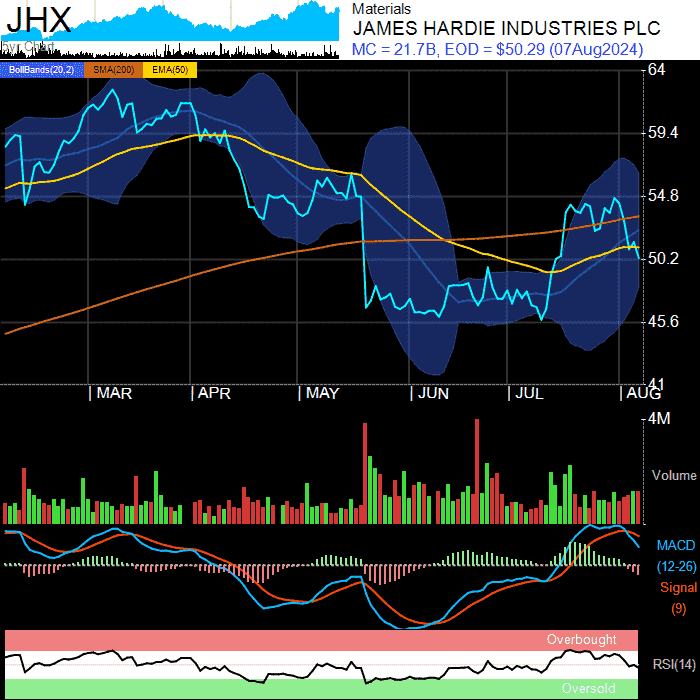 JHX
Materials
JAMES HARDIE INDUSTRIES PLC
MC = 21.7B, EOD = $50.29 (07Aug2024)
BollBands(20,2) SMA(200) EMA(50)
64
59.4
54.8
50.2
45.6
41
MAR APR MAY JUN JUL AUG
4M
Volume
MACD
(12-26)
Signal
(9)
Overbought
RSI(14)
Oversold